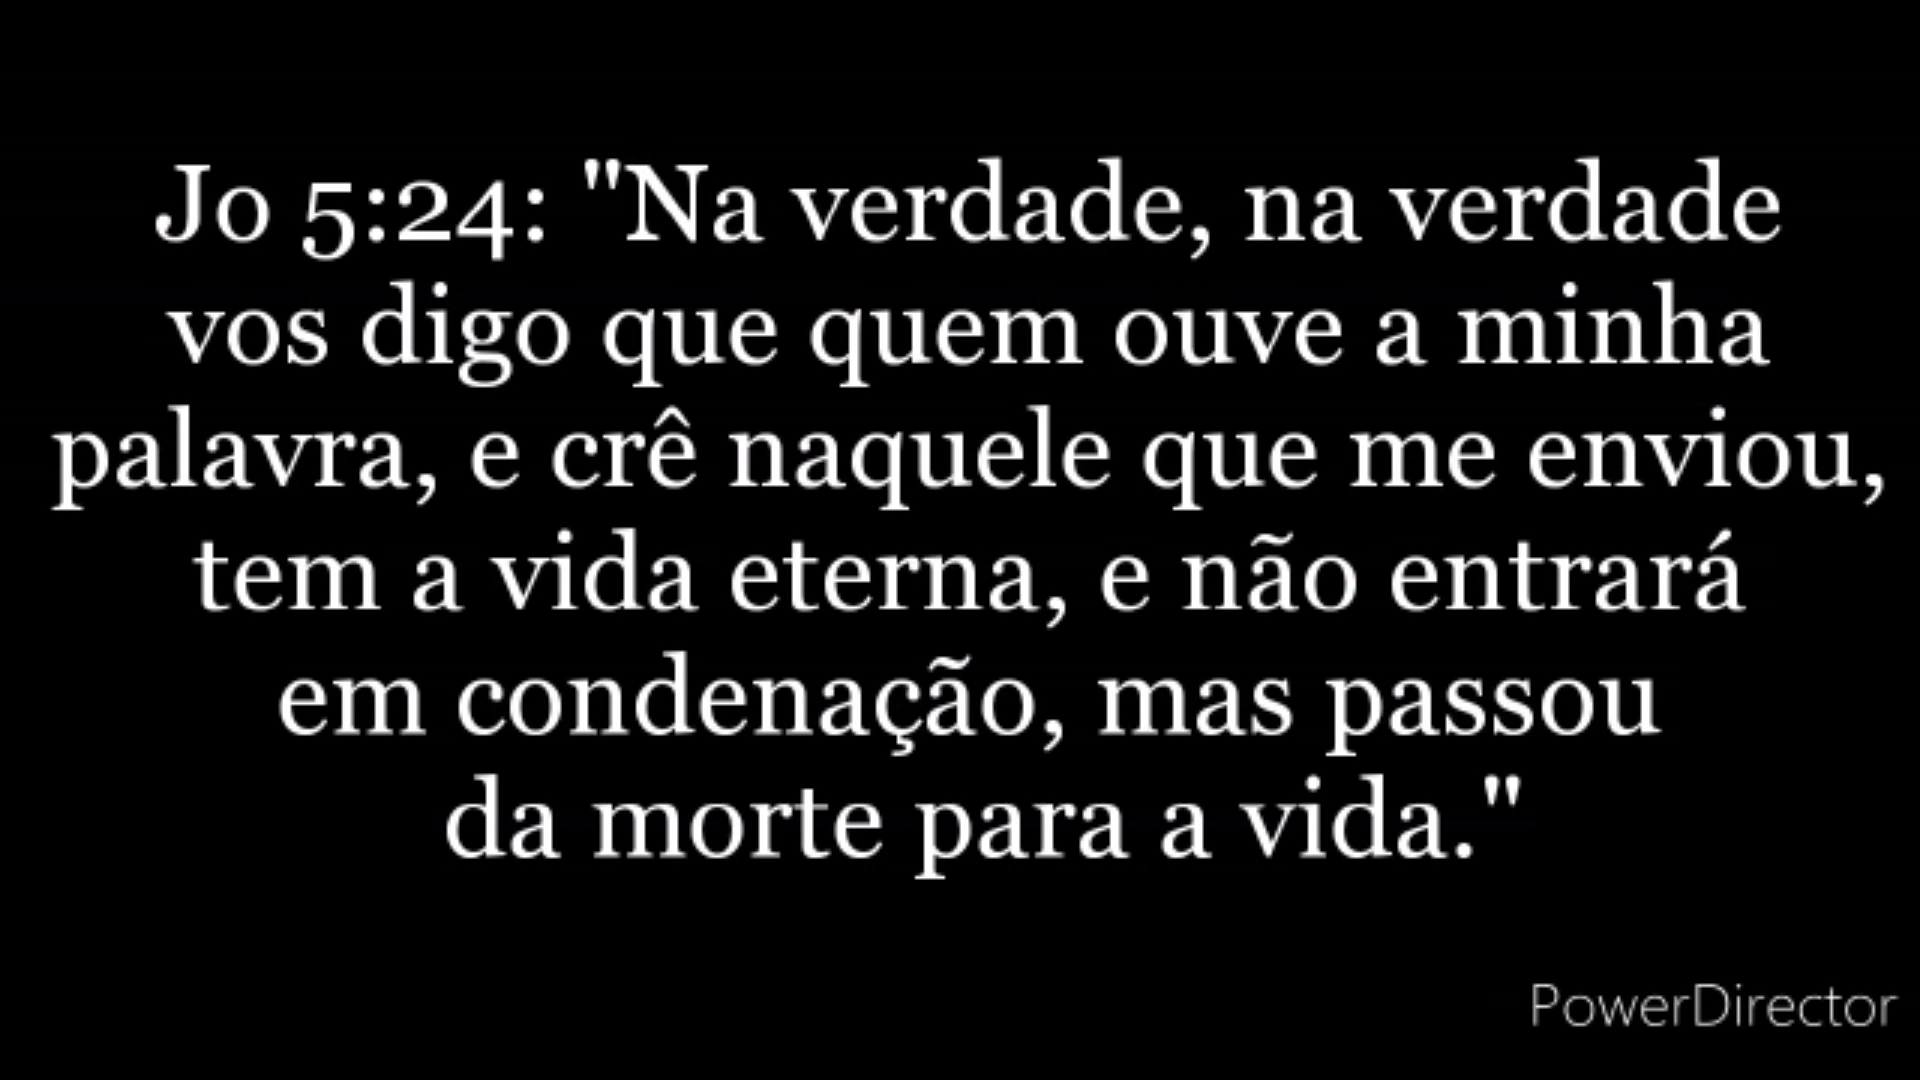 Jo 5:24: "Na verdade, na verdade
vos digo que quem ouve a minha
palavra, e crê naquele que me enviou,
tem a vida eterna, e não entrará
em condenação, mas passou
da morte para a vida."
PowerDirector